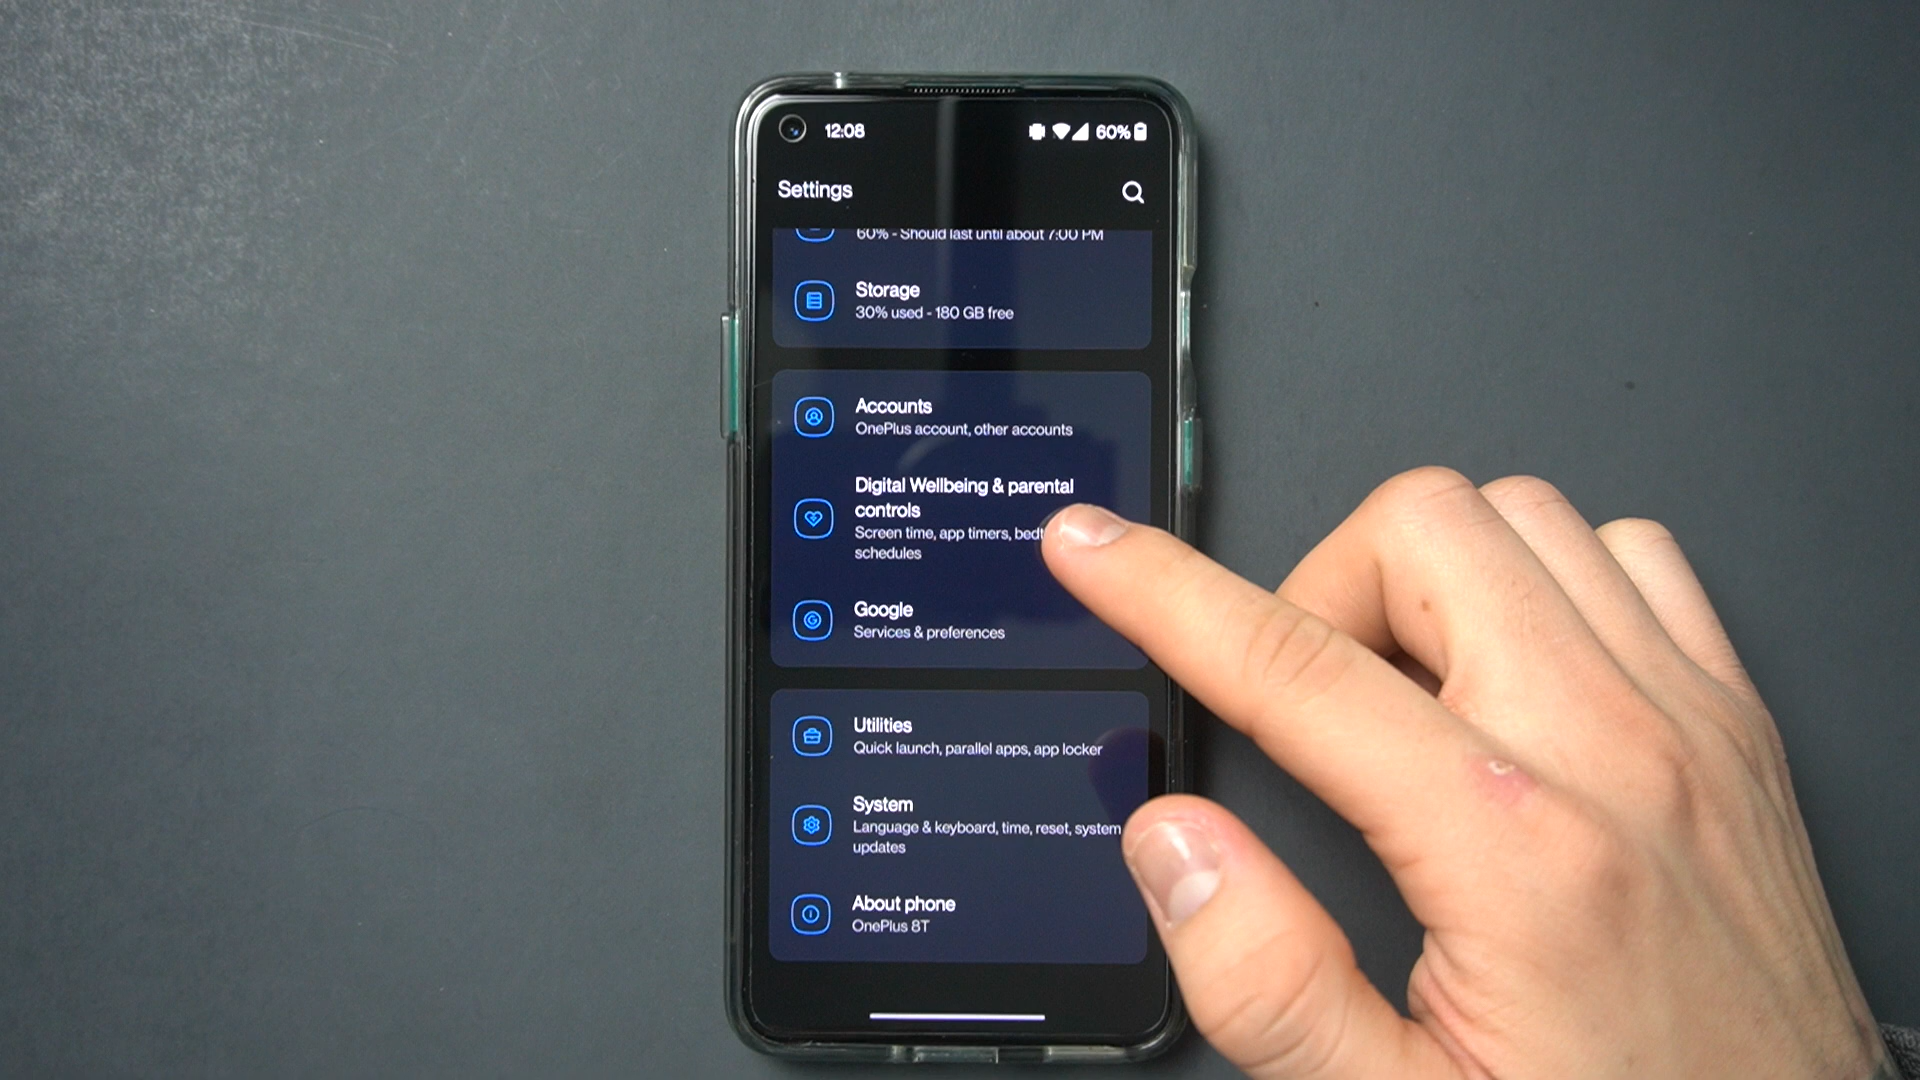 12:08
60%
Settings
60% - Should last until about 7:00 PM
Storage
30% used - 180 GB free
Accounts
OnePlus account, other accounts
Digital Wellbeing & parental
controls
Screen time, app timers,
schedules
Google
Services & preferences
Utilities
Quick launch, parallel apps, app locker
System
Language & keyboard, time, reset, system
updates
About phone
OnePlus 8T